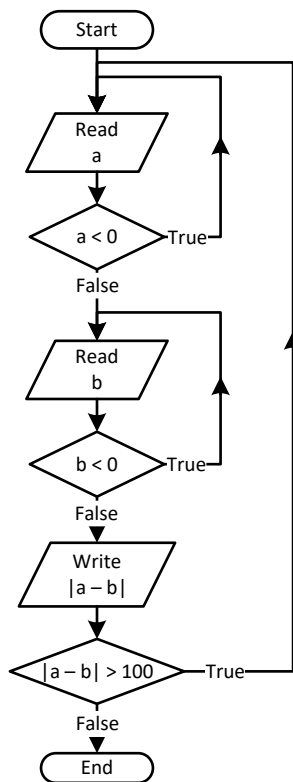 Start
Read
a
a < 0
True
False
Read
b
b < 0
True
False
Write
|a – b|
|a – b| > 100
True
False
End